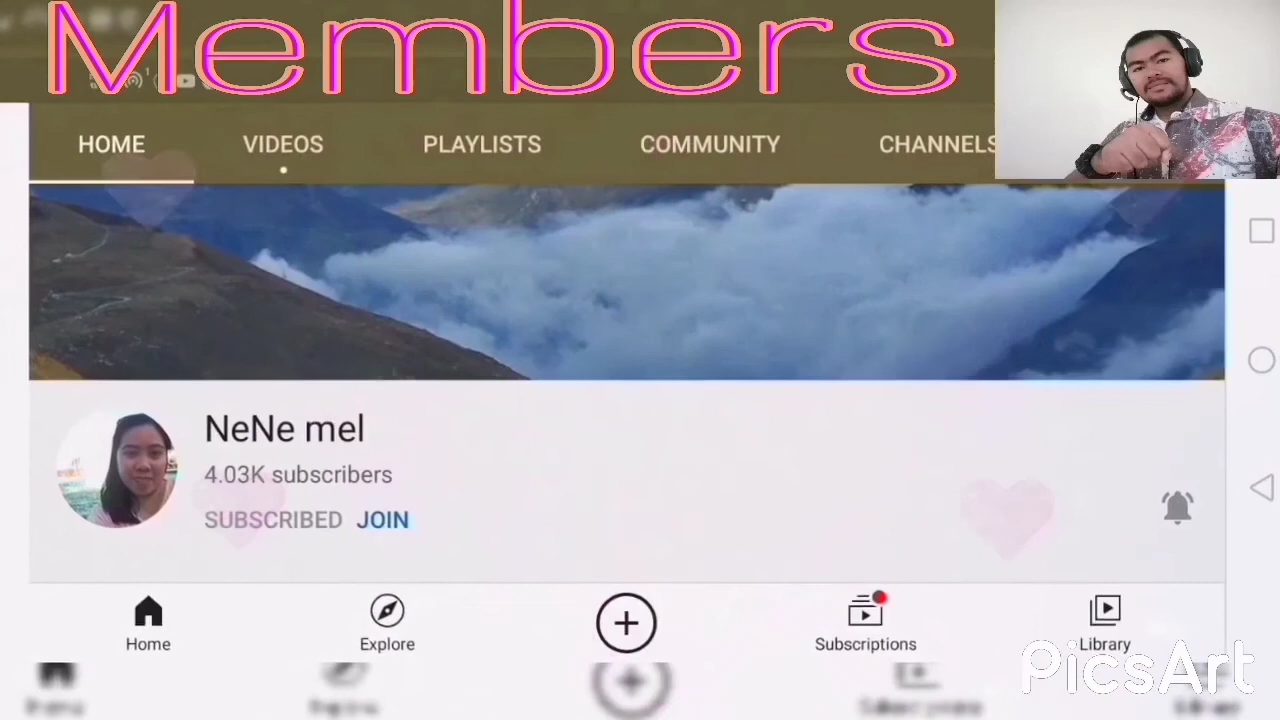 Members
HOME VIDEOS PLAYLISTS COMMUNITY CHANNELS
NeNe mel
4.03K subscribers
SUBSCRIBED JOIN
Home Explore Subscriptions Library
PicsArt